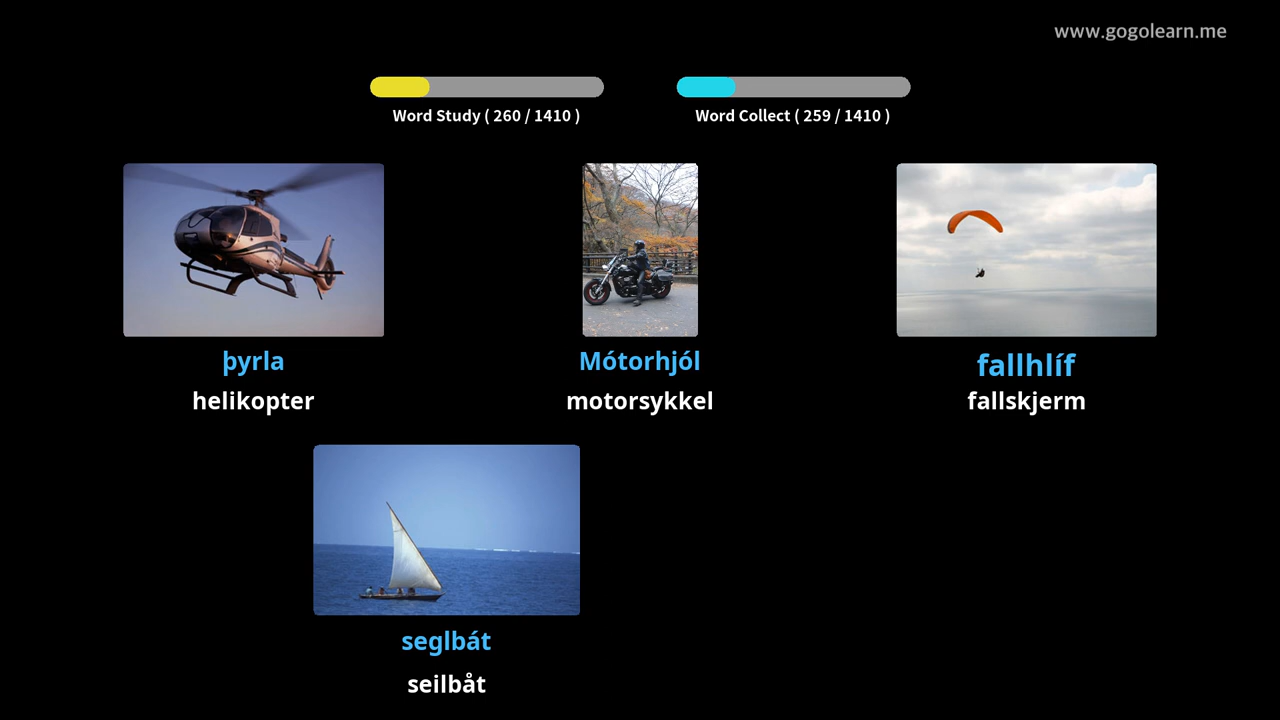 www.gogolearn.me
Word Study ( 260 / 1410 )
Word Collect ( 259 / 1410 )
þyrla
Mótorhjól
fallhlíf
helikopter
motorsykkel
fallskjerm
seglbát
seilbåt